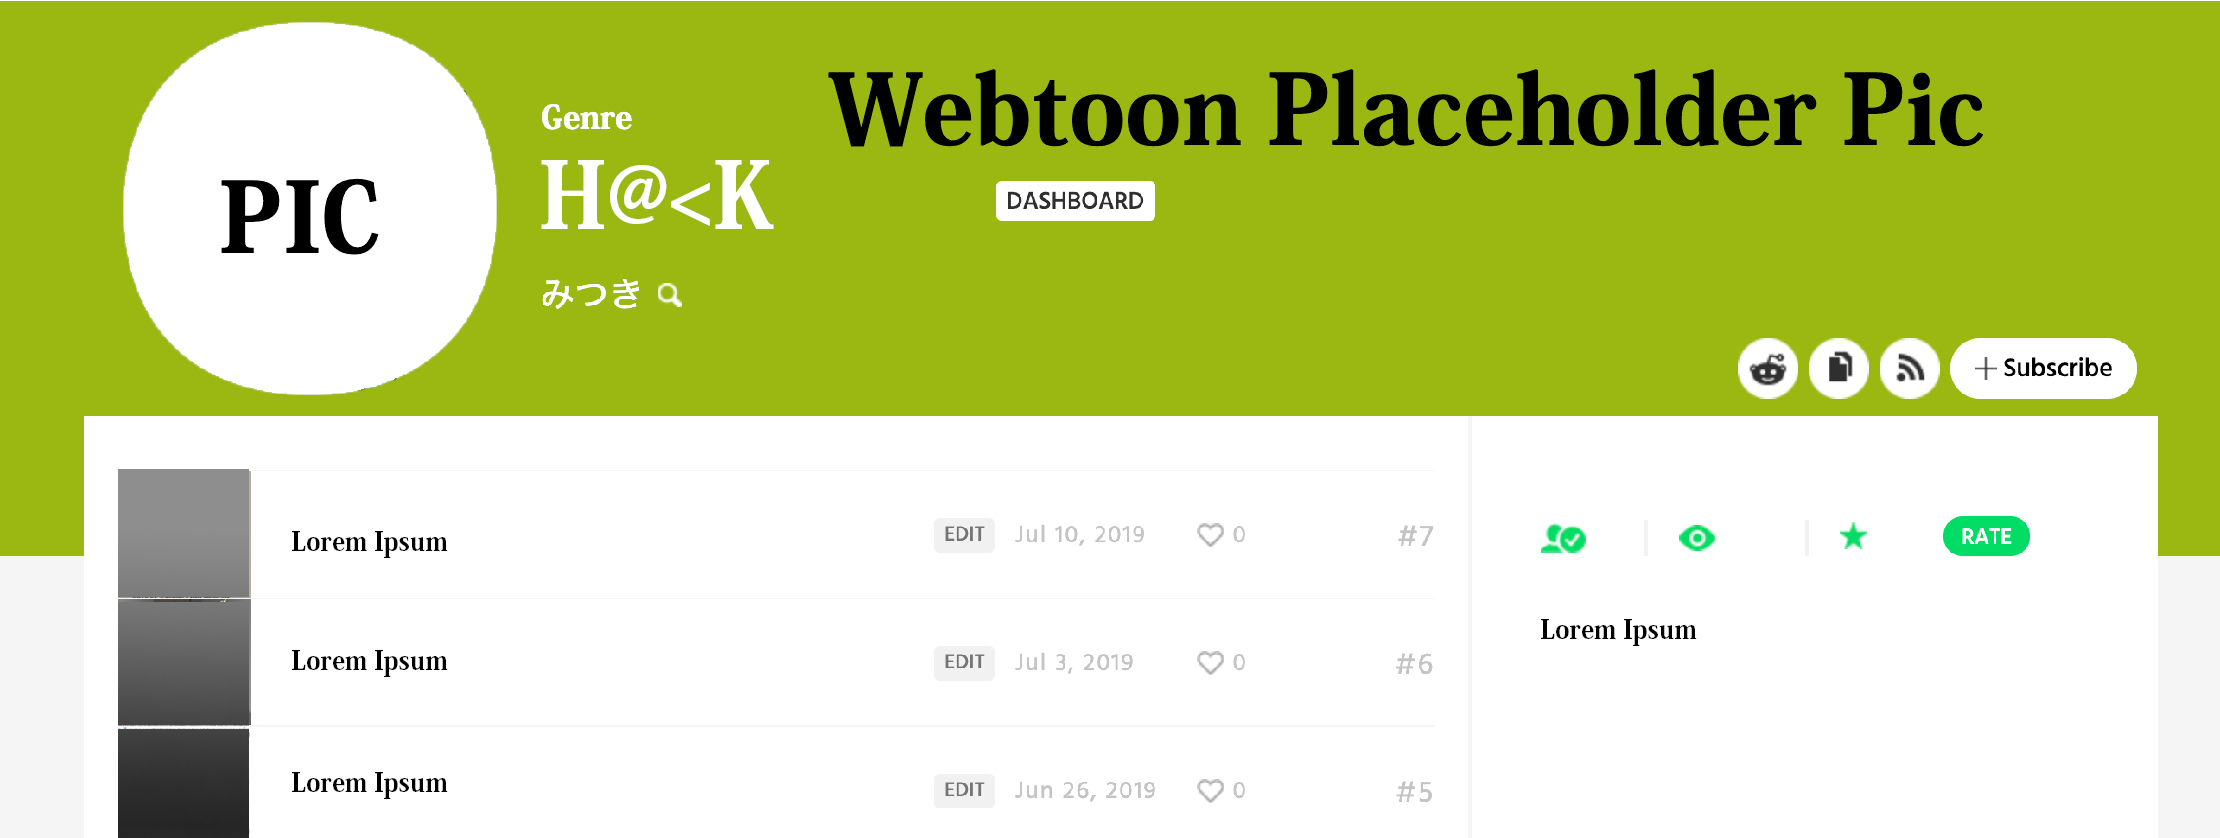 Webtoon Placeholder Pic
PIC
Genre
H@<K
みつき
DASHBOARD
+ Subscribe
Lorem Ipsum
EDIT Jul 10, 2019 0 #7
Lorem Ipsum
EDIT Jul 3, 2019 0 #6
Lorem Ipsum
EDIT Jun 26, 2019 0 #5
RATE
Lorem Ipsum